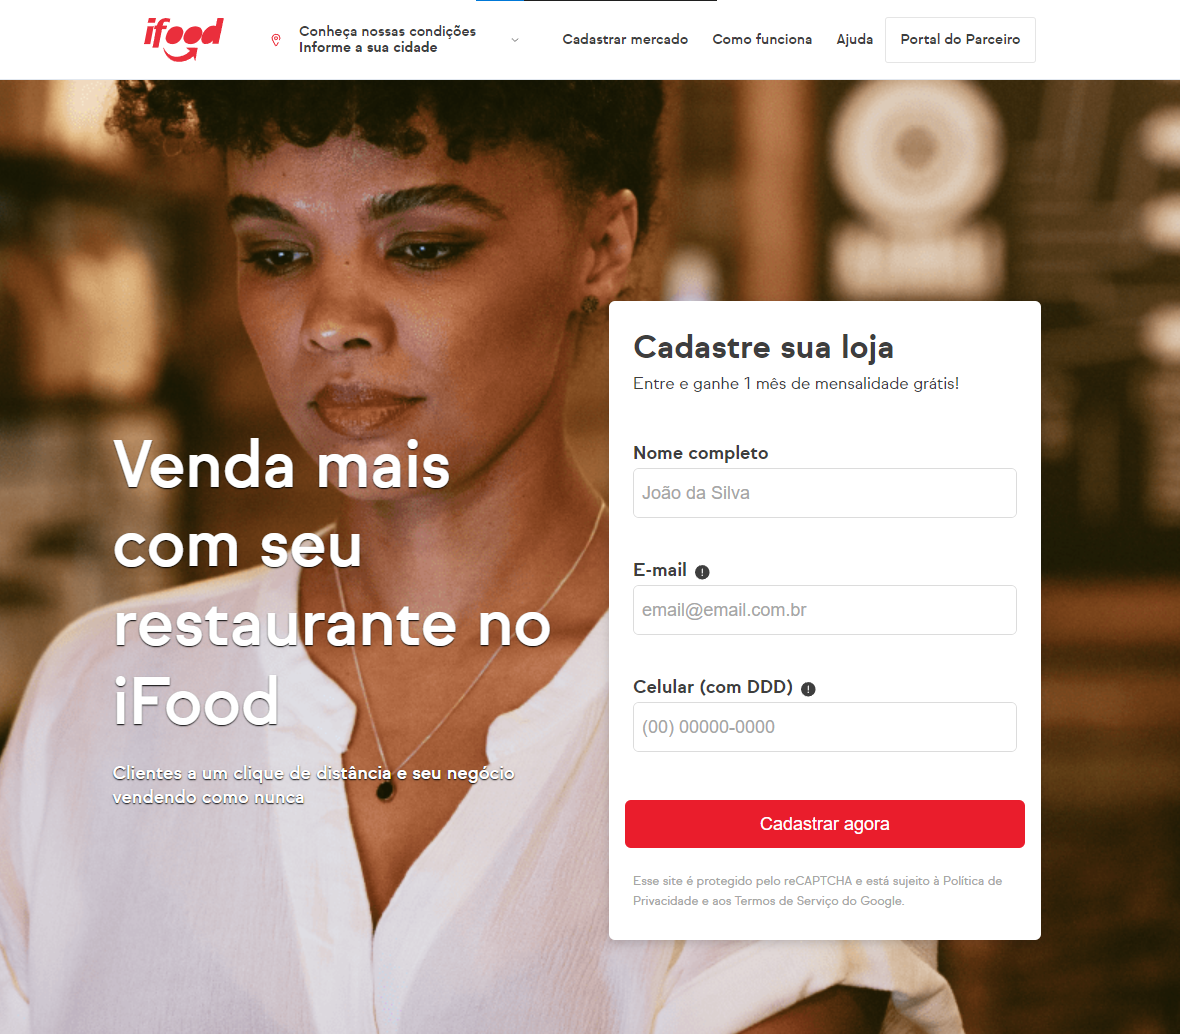 ifood
Conheça nossas condições
Informe a sua cidade
Cadastrar mercado
Como funciona
Ajuda
Portal do Parceiro
Venda mais
com seu
restaurante no
iFood
Clientes a um clique de distância e seu negócio
vendendo como nunca
Cadastre sua loja
Entre e ganhe 1 mês de mensalidade grátis!
Nome completo
João da Silva
E-mail
email@email.com.br
Celular (com DDD)
(00) 00000-0000
Cadastrar agora
Esse site é protegido pelo reCAPTCHA e está sujeito à Política de
Privacidade e aos Termos de Serviço do Google.